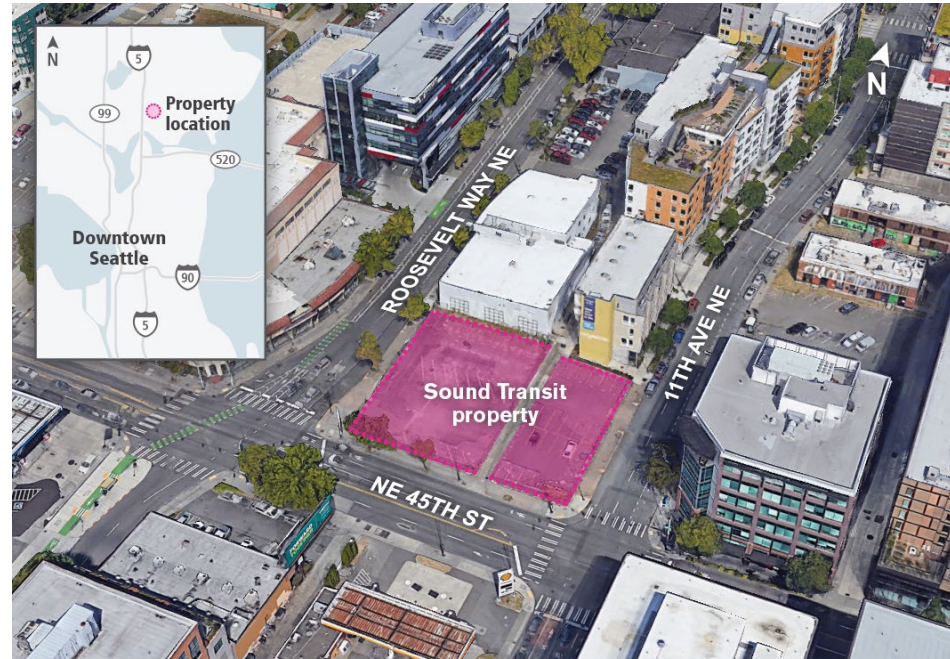 N
5
99
Property
location
520
Downtown
Seattle
90
5
N
ROOSEVELT WAY NE
11TH AVE NE
Sound Transit
property
NE 45TH ST